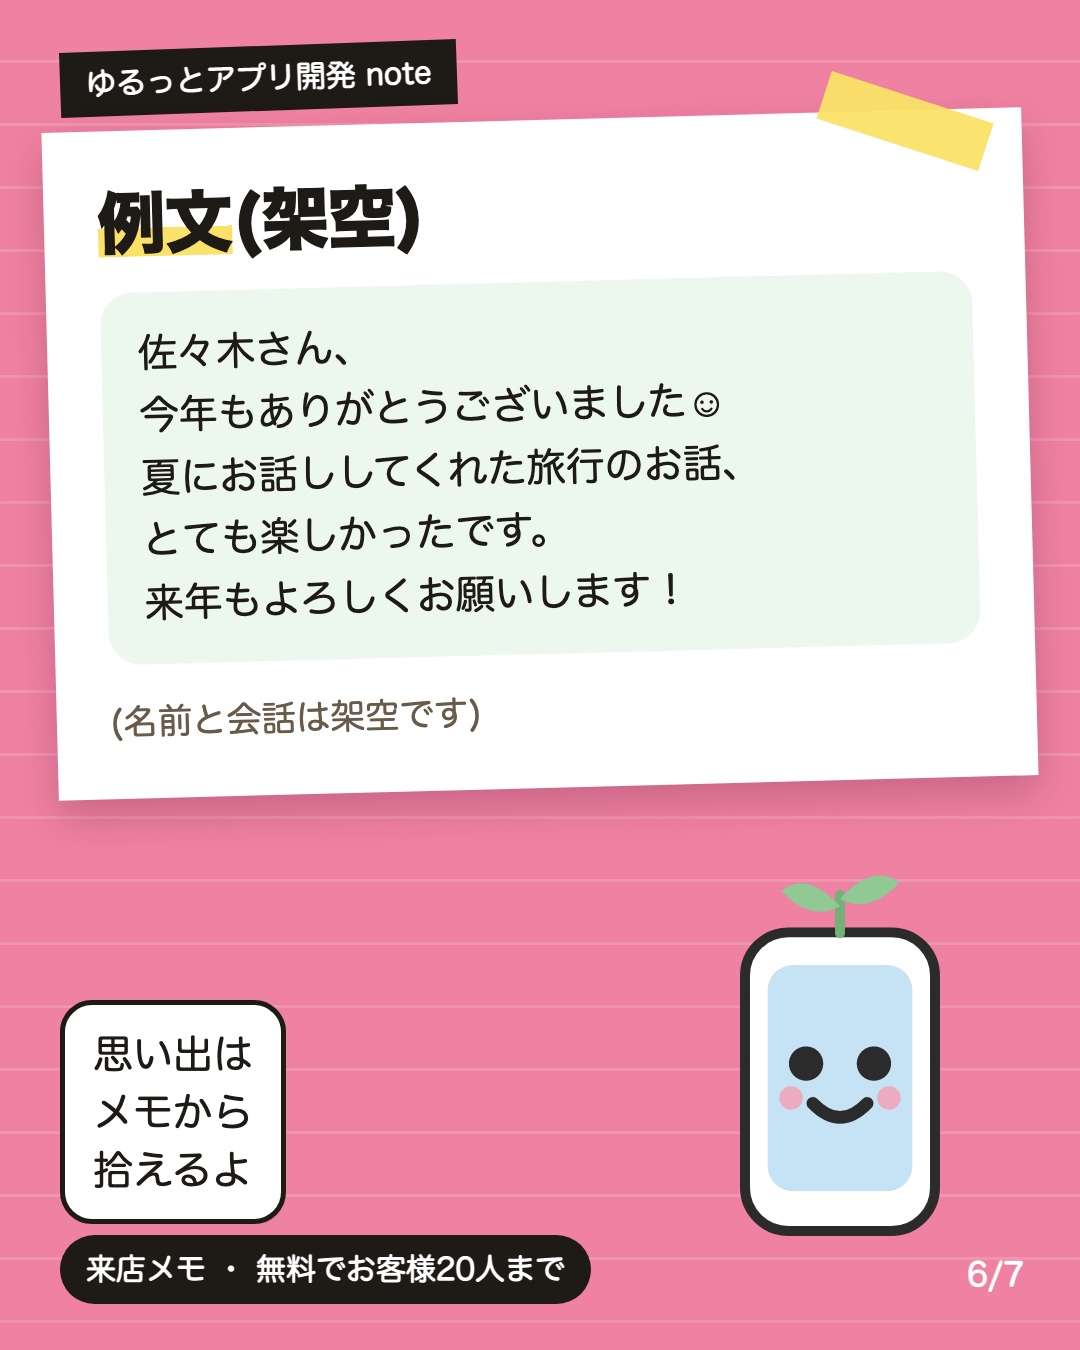 ゆるっとアプリ開発 note
例文(架空)
佐々木さん、
今年もありがとうございました☺
夏にお話ししてくれた旅行のお話、
とても楽しかったです。
来年もよろしくお願いします！
(名前と会話は架空です)
思い出は
メモから
拾えるよ
来店メモ ・ 無料でお客様20人まで
6/7